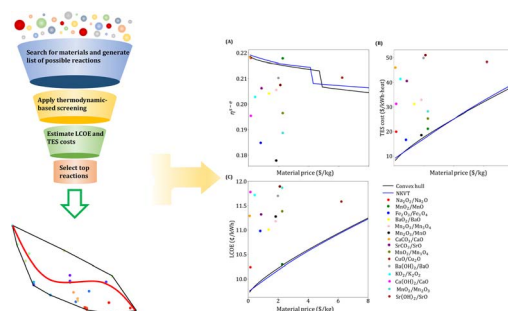 Search for materials and generate
list of possible reactions
Apply thermodynamic-
based screening
Estimate LCOE and
TES costs
Select top
reactions
(A)
0.22
0.21
0.20
0.19
0.18
Material price ($/kg)
(B)
TES cost ($/kWh-heat)
50
40
30
20
10
Material price ($/kg)
(C)
LCOE (¢/kWh)
12.0
11.5
11.0
10.5
10.0
0
2
4
6
8
Material price ($/kg)
Convex hull
NKVT
Na₂O₂/Na₂O
MnO₂/MnO
Fe₂O₃/Fe₃O₄
BaO₂/BaO
Mn₂O₃/Mn₃O₄
Mn₂O₃/MnO
CaCO₃/CaO
SrCO₃/SrO
MnO₂/Mn₃O₄
CuO/Cu₂O
Ba(OH)₂/BaO
KO₂/K₂O₂
Ca(OH)₂/CaO
MnO₂/Mn₂O₃
Sr(OH)₂/SrO